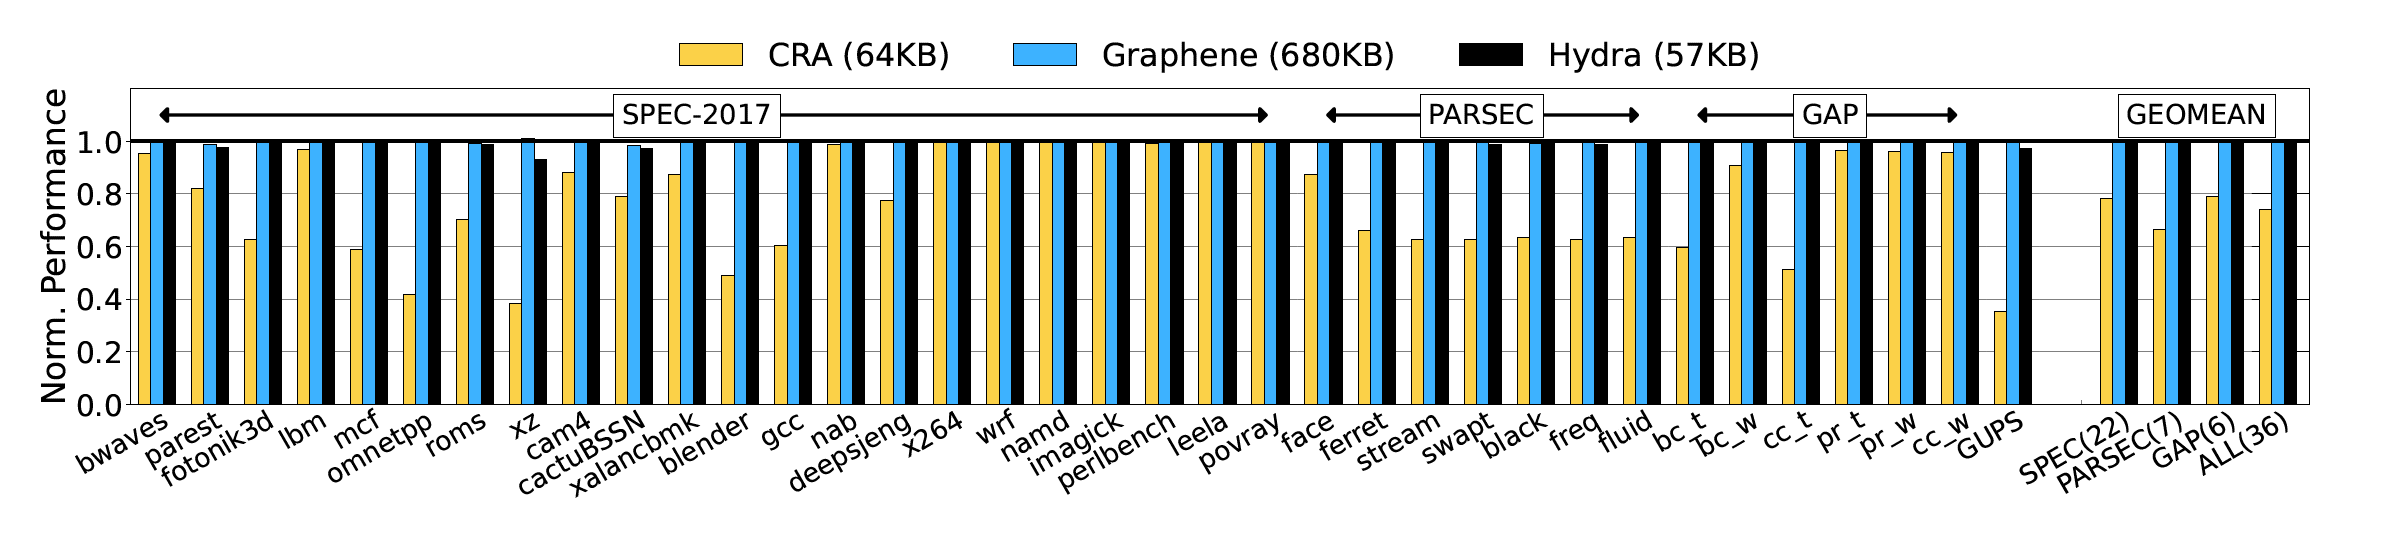 CRA (64KB) Graphene (680KB) Hydra (57KB)
SPEC-2017 PARSEC GAP GEOMEAN
Norm. Performance
1.0
0.8
0.6
0.4
0.2
0.0
bwaves
parest
fotonik3d
lbm
mcf
omnetpp
roms
xz
cam4
cactuBSSN
xalancbmk
blender
gcc
nab
deepsjeng
x264
wrf
namd
imagick
perlbench
leela
povray
face
ferret
stream
swapt
black
freq
fluid
bc_t
bc_w
cc_t
pr_t
pr_w
cc_w
GUPS
SPEC(22)
PARSEC(7)
GAP(6)
ALL(36)